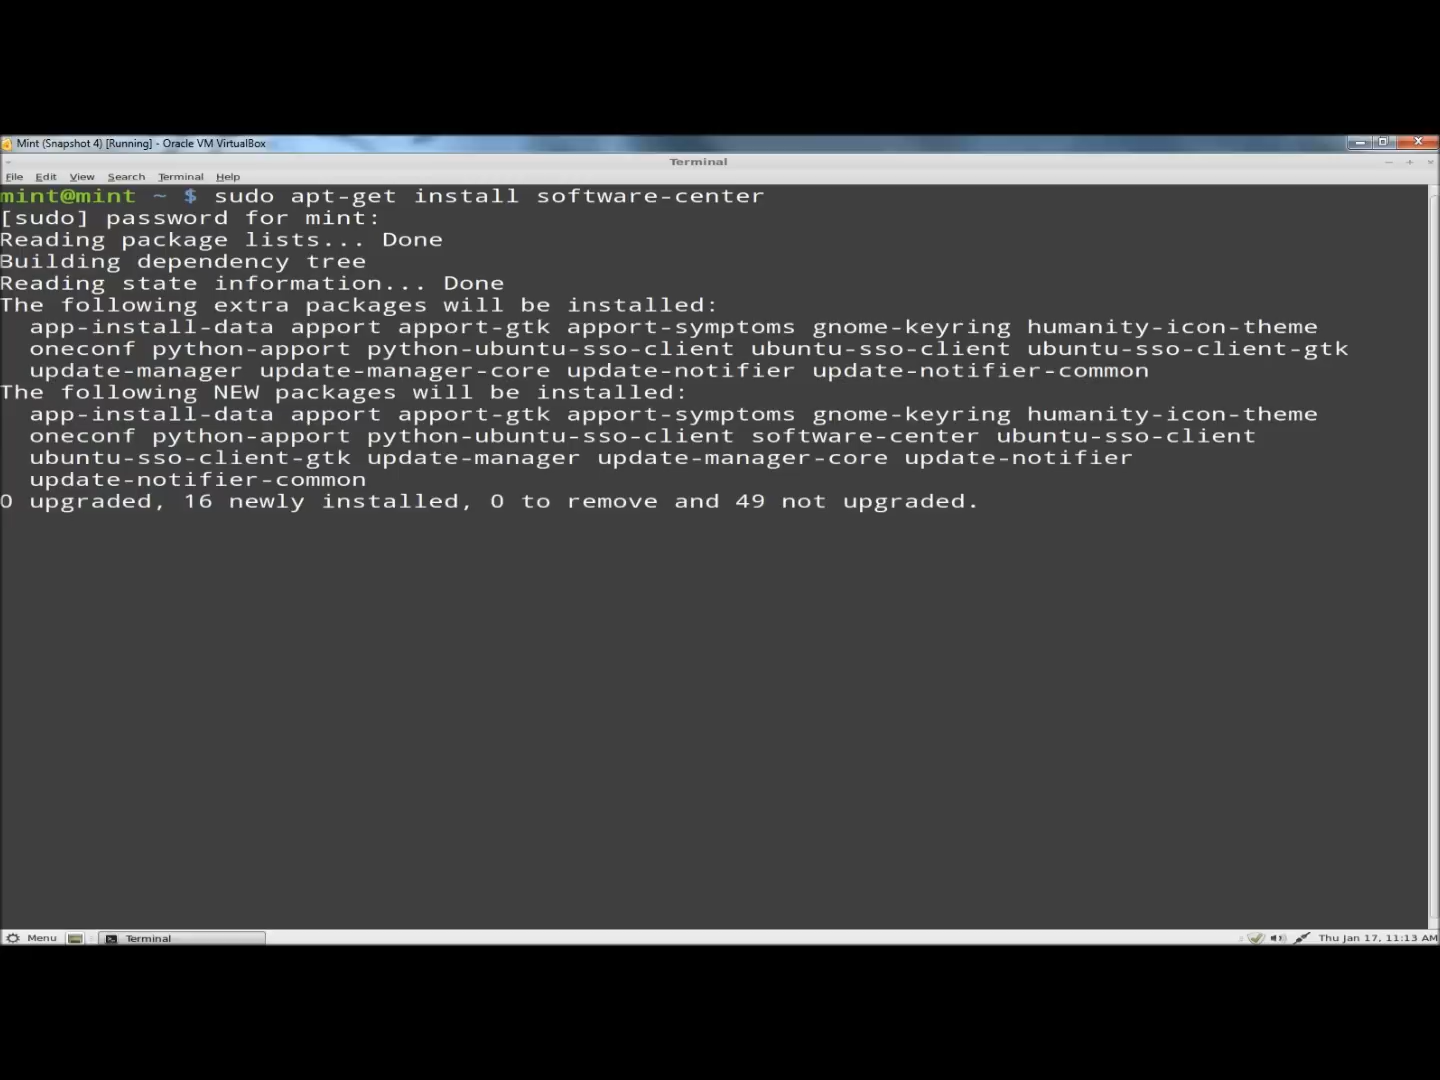 Mint (Snapshot 4) [Running] - Oracle VM VirtualBox
Terminal
File Edit View Search Terminal Help
mint@mint ~ $ sudo apt-get install software-center
[sudo] password for mint:
Reading package lists... Done
Building dependency tree
Reading state information... Done
The following extra packages will be installed:
  app-install-data apport apport-gtk apport-symptoms gnome-keyring humanity-icon-theme
  oneconf python-apport python-ubuntu-sso-client ubuntu-sso-client ubuntu-sso-client-gtk
  update-manager update-manager-core update-notifier update-notifier-common
The following NEW packages will be installed:
  app-install-data apport apport-gtk apport-symptoms gnome-keyring humanity-icon-theme
  oneconf python-apport python-ubuntu-sso-client software-center ubuntu-sso-client
  ubuntu-sso-client-gtk update-manager update-manager-core update-notifier
  update-notifier-common
0 upgraded, 16 newly installed, 0 to remove and 49 not upgraded.
Menu Terminal Thu Jan 17, 11:13 AM